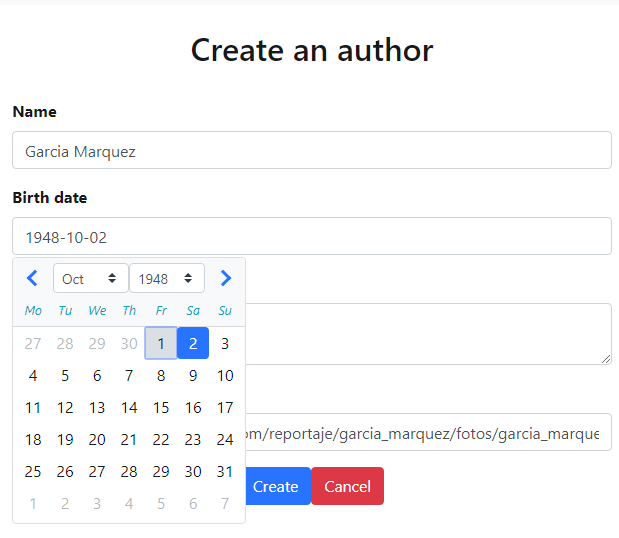 Create an author
Name
Garcia Marquez
Birth date
1948-10-02
Oct 1948
Mo Tu We Th Fr Sa Su
27 28 29 30 1 2 3
4 5 6 7 8 9 10
11 12 13 14 15 16 17
18 19 20 21 22 23 24
om/reportaje/garcia_marquez/fotos/garcia_marque
25 26 27 28 29 30 31
1 2 3 4 5 6 7
Create Cancel